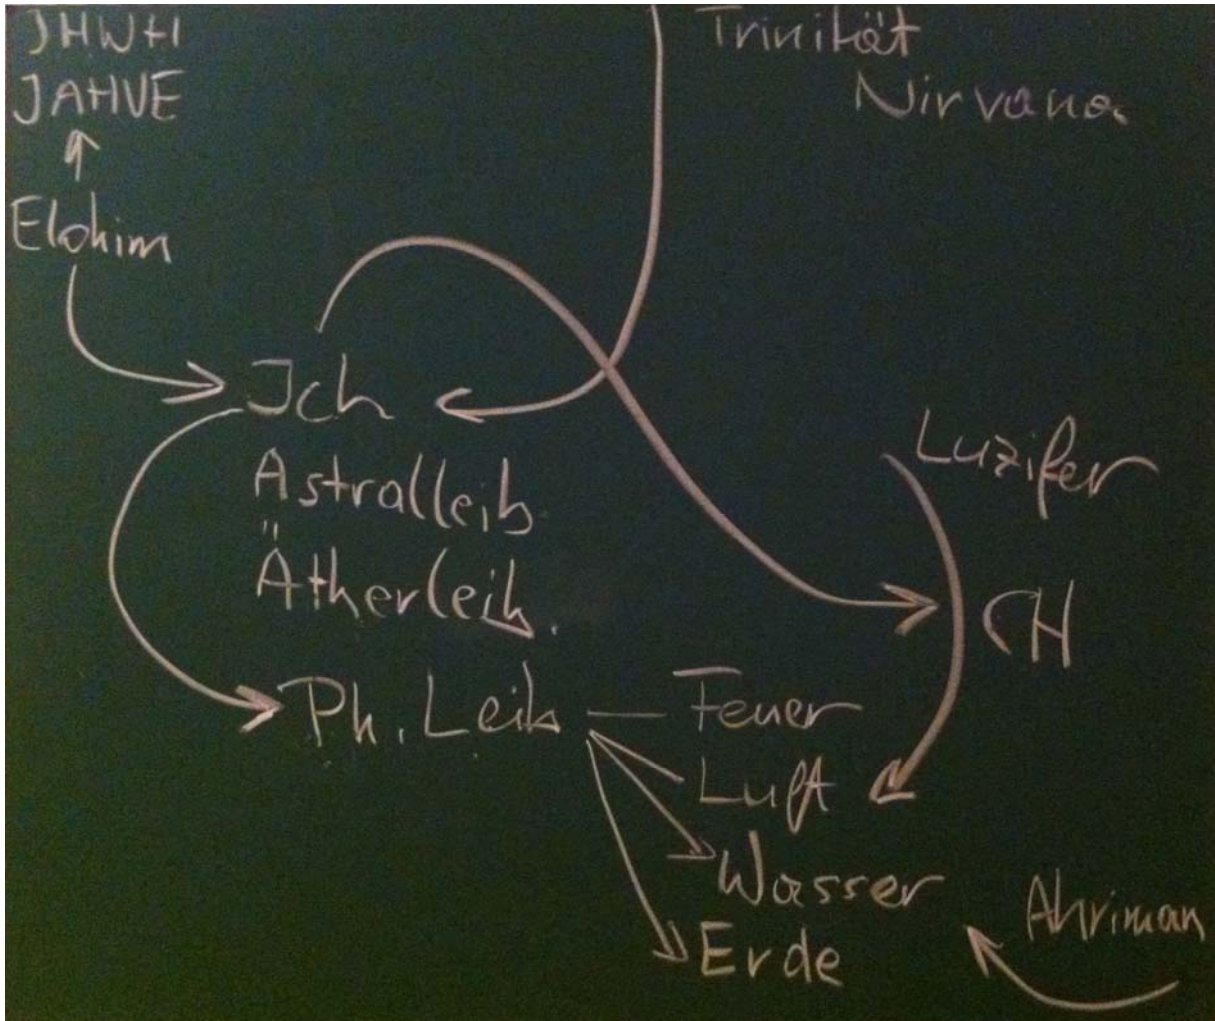 JHWH
JAHVE
Elohim
Trinität
Nirvana
Ich
Astralleib
Ätherleib
Ph. Leib
Feuer
Luft
Wasser
Erde
Luzifer
CH
Ahriman